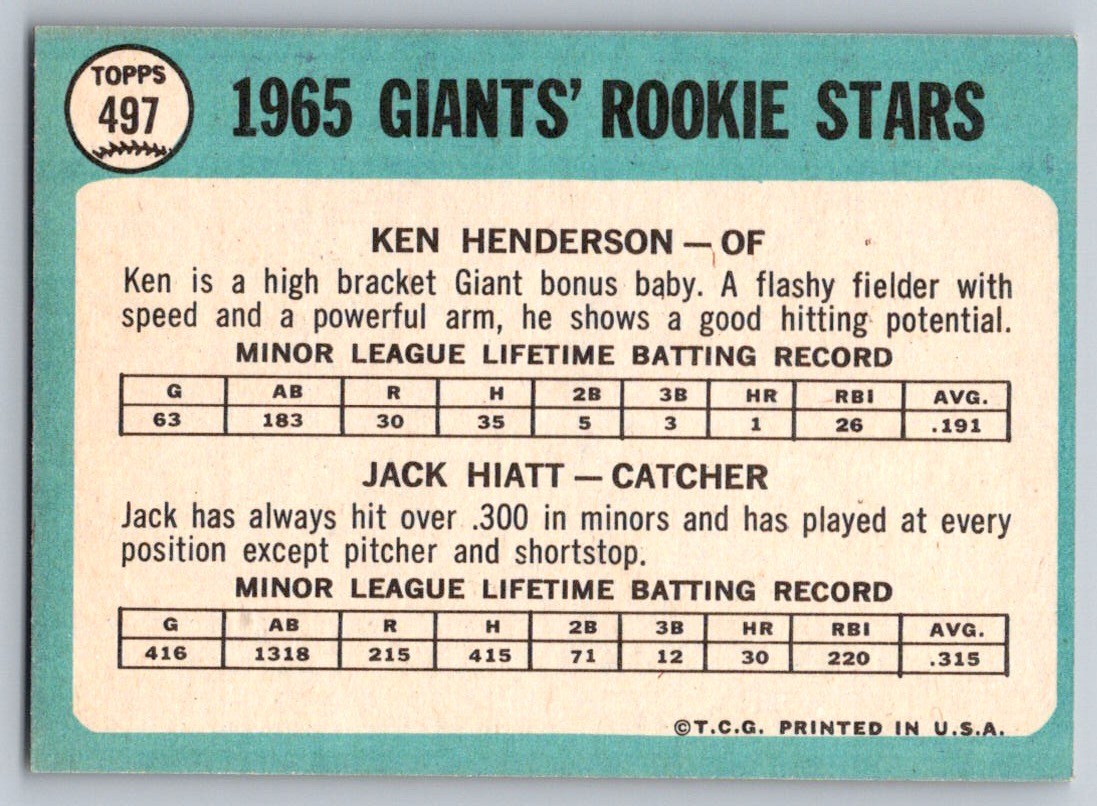 TOPPS
497
1965 GIANTS' ROOKIE STARS
KEN HENDERSON — OF
Ken is a high bracket Giant bonus baby. A flashy fielder with
speed and a powerful arm, he shows a good hitting potential.
MINOR LEAGUE LIFETIME BATTING RECORD
G AB R H 2B 3B HR RBI AVG.
63 183 30 35 5 3 1 26 .191
JACK HIATT — CATCHER
Jack has always hit over .300 in minors and has played at every
position except pitcher and shortstop.
MINOR LEAGUE LIFETIME BATTING RECORD
G AB R H 2B 3B HR RBI AVG.
416 1318 215 415 71 12 30 220 .315
©T.C.G. PRINTED IN U.S.A.